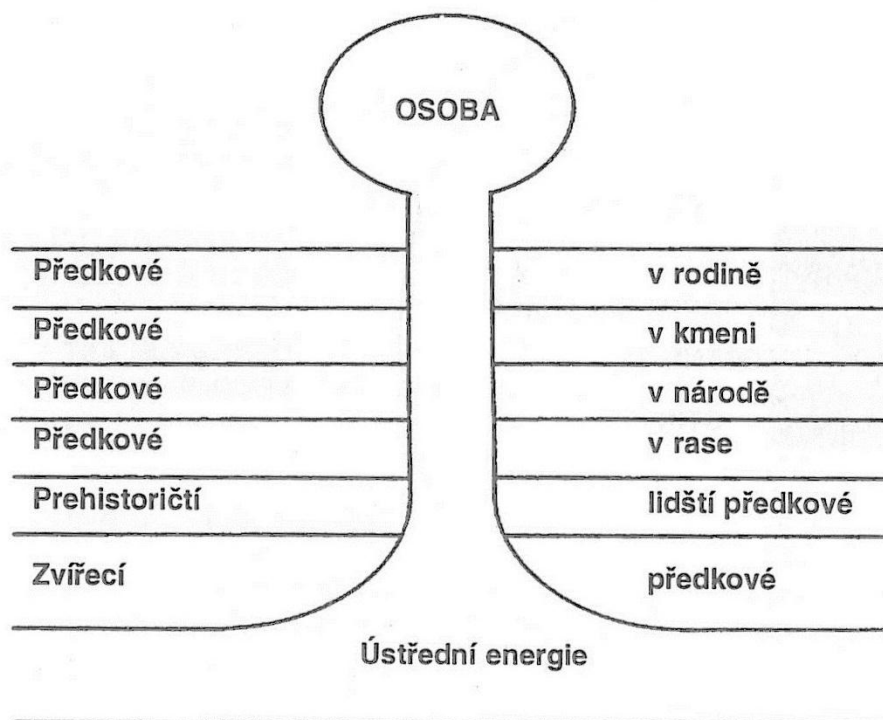 OSOBA
Předkové v rodině
Předkové v kmeni
Předkové v národě
Předkové v rase
Prehistoričtí lidští předkové
Zvířecí předkové
Ústřední energie